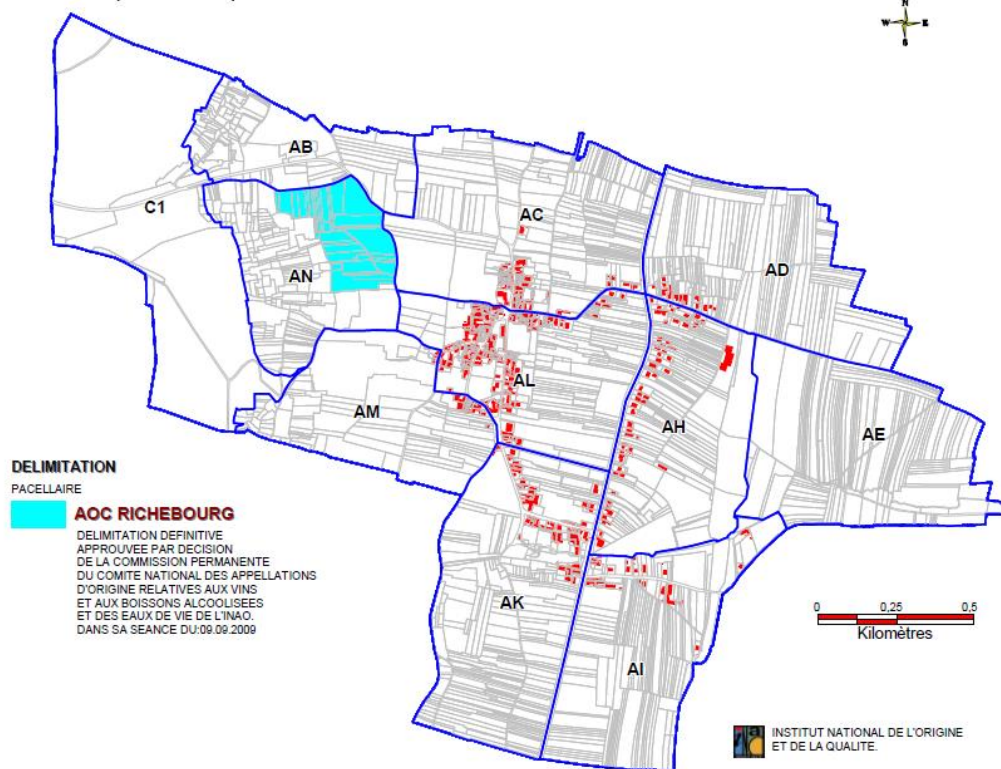 N
W E
S
AB
C1
AC
AD
AN
AL
AM
AH
AE
DELIMITATION
PACELLAIRE
AOC RICHEBOURG
DELIMITATION DEFINITIVE
APPROUVEE PAR DECISION
DE LA COMMISSION PERMANENTE
DU COMITE NATIONAL DES APPELLATIONS
D'ORIGINE RELATIVES AUX VINS
ET AUX BOISSONS ALCOOLISEES
ET DES EAUX DE VIE DE L'INAO.
DANS SA SEANCE DU:09.09.2009
AK
0 0,25 0,5
Kilomètres
AI
INSTITUT NATIONAL DE L'ORIGINE
ET DE LA QUALITE.